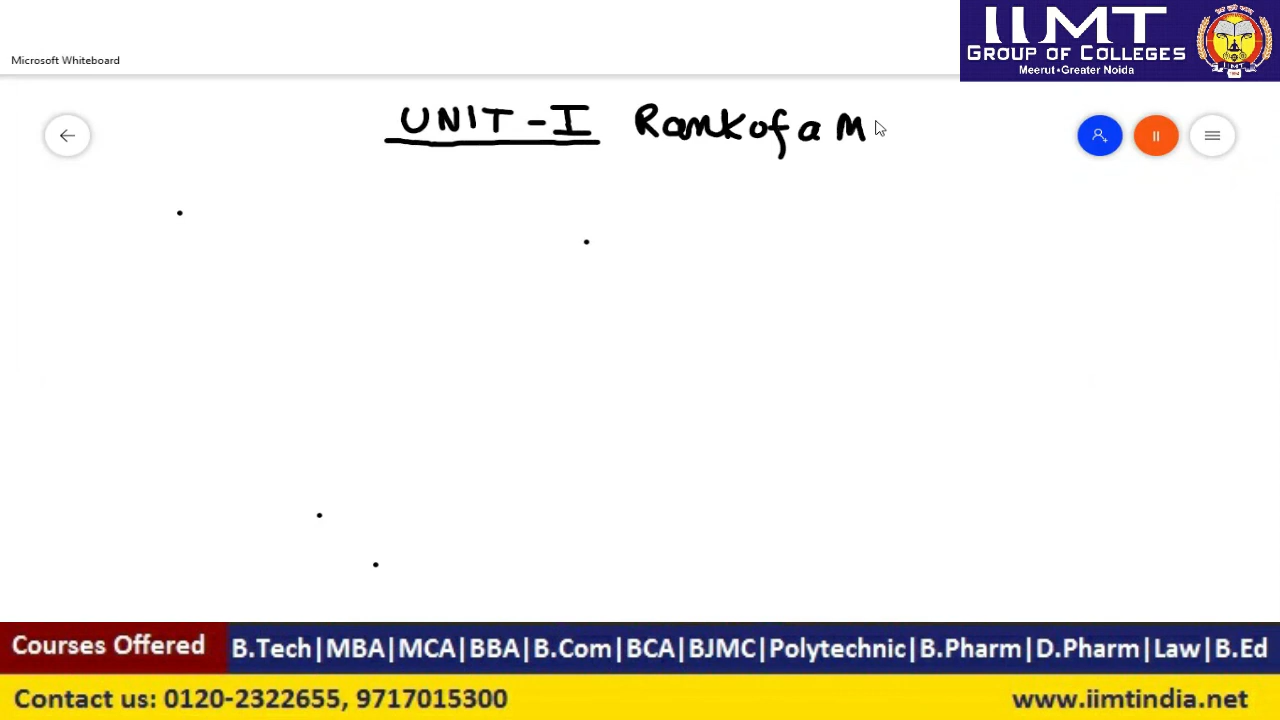 IIMT
GROUP OF COLLEGES
Meerut•Greater Noida
Microsoft Whiteboard
UNIT-I Rank of a M
Courses Offered
B.Tech|MBA|MCA|BBA|B.Com|BCA|BJMC|Polytechnic|B.Pharm|D.Pharm|Law|B.Ed
Contact us: 0120-2322655, 9717015300
www.iimtindia.net